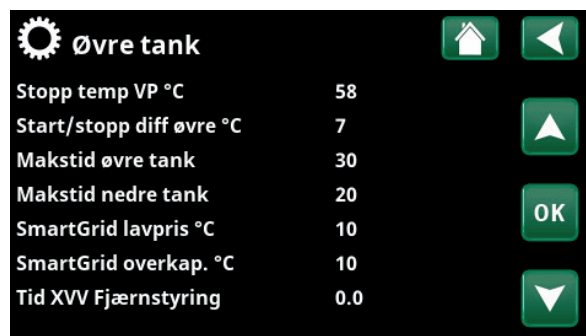 Øvre tank
Stopp temp VP °C 58
Start/stopp diff øvre °C 7
Makstid øvre tank 30
Makstid nedre tank 20
OK
SmartGrid lavpris °C 10
SmartGrid overkap. °C 10
Tid XVV Fjærnstyring 0.0